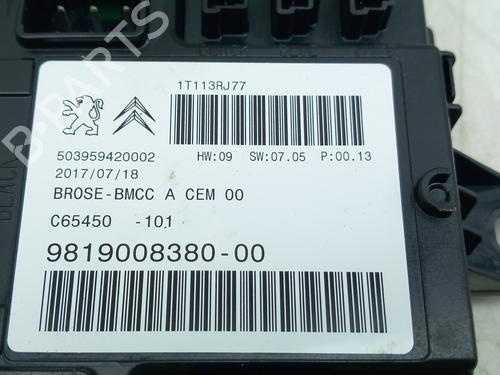 1T113RJ77
503959420002 HW:09 SW:07.05 P:00.13
2017/07/18
BROSE-BMCC A CEM 00
C65450 -101
9819008380-00
B-PARTS
BLACK